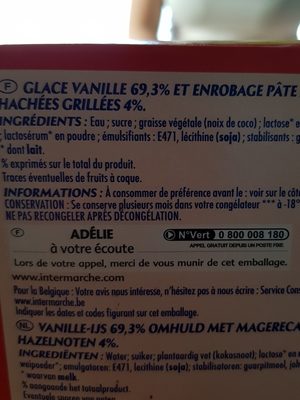 F GLACE VANILLE 69,3% ET ENROBAGE PÂTE
HACHÉES GRILLÉES 4%.
INGRÉDIENTS : Eau ; sucre ; graisse végétale (noix de coco) ; lactose* e
; lactosérum* en poudre ; émulsifiants : E471, lécithine (soja) ; stabilisants : g
* dont lait.
% exprimés sur le total du produit.
Traces éventuelles de fruits à coque.
INFORMATIONS : À consommer de préférence avant le : voir sur le côté
CONSERVATION : Se conserve plusieurs mois dans votre congélateur *** à -18°
NE PAS RECONGELER APRÈS DÉCONGÉLATION.
F ADÉLIE
à votre écoute
N°Vert 0 800 008 180
APPEL GRATUIT DEPUIS UN POSTE FIXE
Lors de votre appel, merci de vous munir de cet emballage.
www.intermarche.com
Pour la Belgique : Votre avis nous intéresse, n'hésitez pas à nous écrire : Service Cons
www.intermarche.be
Indiquer les dates et codes figurant sur cet emballage.
NL VANILLE-IJS 69,3% OMHULD MET MAGERECA
HAZELNOTEN 4%.
INGREDIËNTEN : Water; suiker; plantaardig vet (kokosnoot); lactose* en
weipoeder*; emulgatoren: E471, lecithine (soja); stabilisatoren: guarpitmeel, joh
* waarvan melk.
% aangaande het totaalproduct.
Eventuele sporen van noten